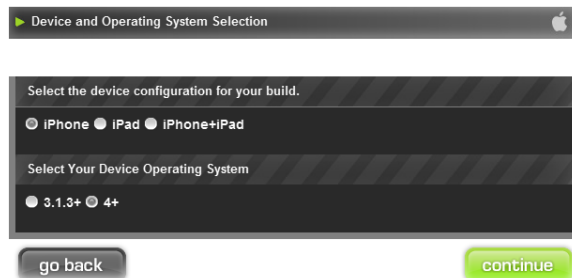 Device and Operating System Selection
Select the device configuration for your build.
iPhone iPad iPhone+iPad
Select Your Device Operating System
3.1.3+ 4+
go back continue